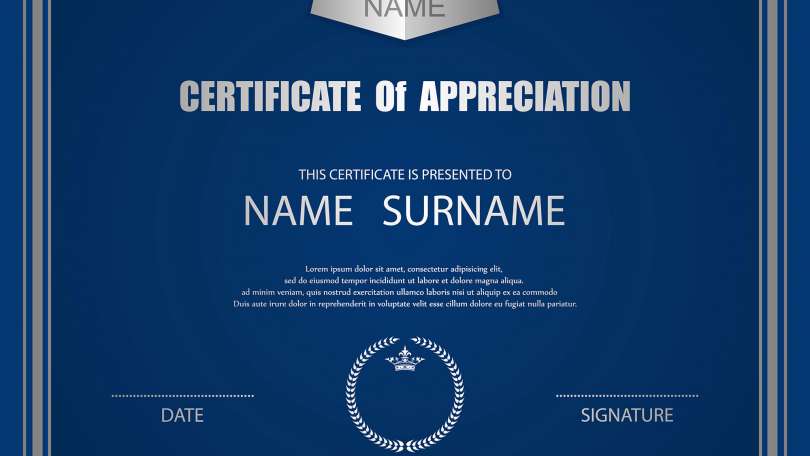 NAME
CERTIFICATE Of APPRECIATION
THIS CERTIFICATE IS PRESENTED TO
NAME SURNAME
Lorem ipsum dolor sit amet, consectetur adipisicing elit,
sed do eiusmod tempor incididunt ut labore et dolore magna aliqua.
ad minim veniam, quis nostrud exercitation ullamco laboris nisi ut aliquip ex ea commodo
Duis aute irure dolor in reprehenderit in voluptate velit esse cillum dolore eu fugiat nulla pariatur.
DATE
SIGNATURE